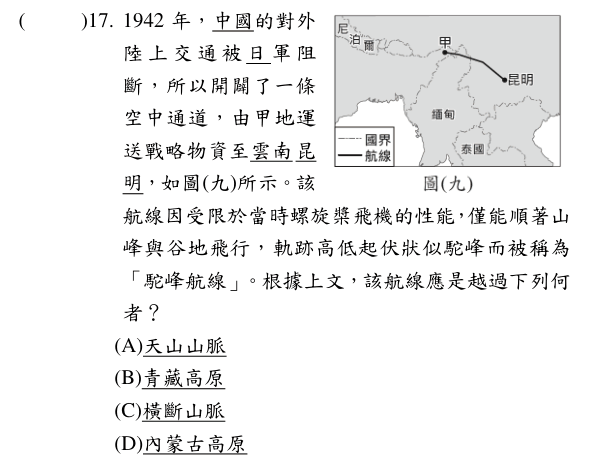 (　　)17. 1942 年，中國的對外
陸上交通被日軍阻
斷，所以開闢了一條
空中通道，由甲地運
送戰略物資至雲南昆
明，如圖(九)所示。該
航線因受限於當時螺旋槳飛機的性能，僅能順著山
峰與谷地飛行，軌跡高低起伏狀似駝峰而被稱為
「駝峰航線」。根據上文，該航線應是越過下列何
者？
(A)天山山脈
(B)青藏高原
(C)橫斷山脈
(D)內蒙古高原
尼泊爾
甲
昆明
緬甸
泰國
國界
航線
圖(九)